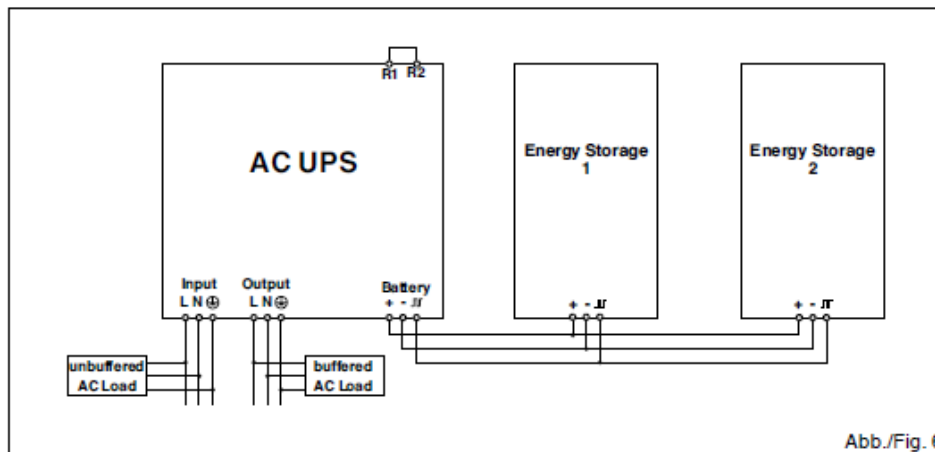 R1 R2
AC UPS
Energy Storage
1
Energy Storage
2
Input Output Battery
L N L N + -
+ -
+ -
unbuffered
AC Load
buffered
AC Load
Abb./Fig. 6